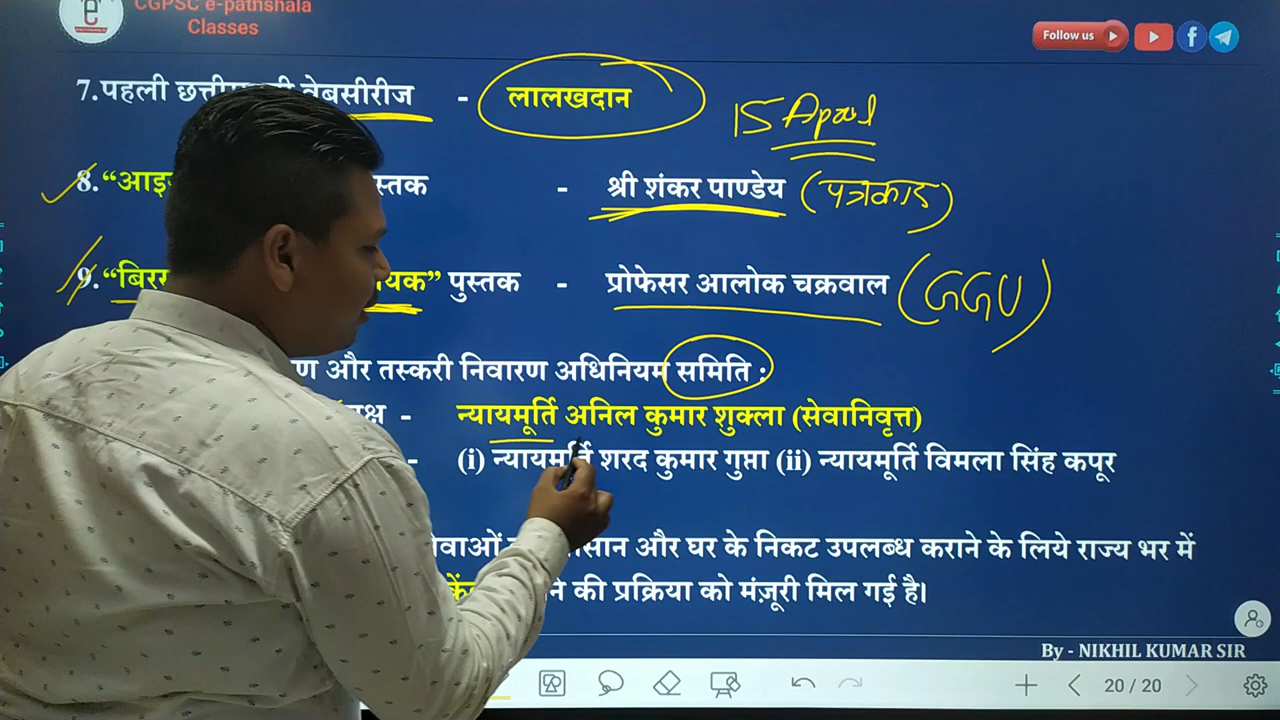 CGPSC e-pathshala
Classes
Follow us
7.पहली वेबसीरीज - लालखदान
15 April
8. “आइ स्तक - श्री शंकर पाण्डेय (पत्रकार)
9. “बिर यक” पुस्तक - प्रोफेसर आलोक चक्रवाल (GGU)
ण और तस्करी निवारण अधिनियम समिति :
क्ष - न्यायमूर्ति अनिल कुमार शुक्ला (सेवानिवृत्त)
- (i) न्यायमूर्ति शरद कुमार गुप्ता (ii) न्यायमूर्ति विमला सिंह कपूर
सेवाओं आसान और घर के निकट उपलब्ध कराने के लिये राज्य भर में
की प्रक्रिया को मंज़ूरी मिल गई है।
By - NIKHIL KUMAR SIR
20 / 20